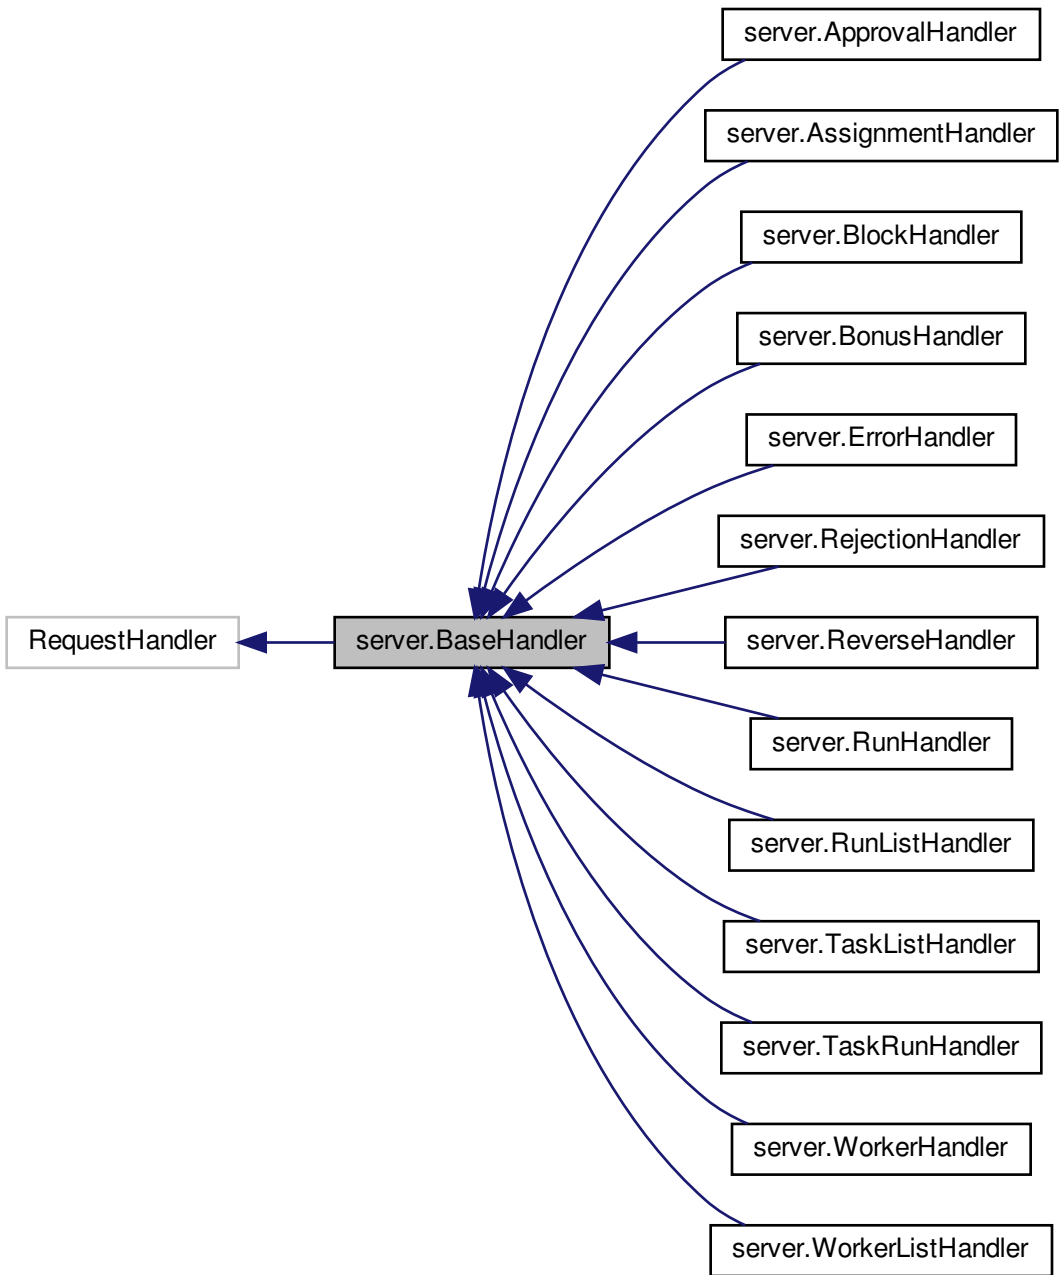 server.ApprovalHandler
server.AssignmentHandler
server.BlockHandler
server.BonusHandler
server.ErrorHandler
server.RejectionHandler
RequestHandler
server.BaseHandler
server.ReverseHandler
server.RunHandler
server.RunListHandler
server.TaskListHandler
server.TaskRunHandler
server.WorkerHandler
server.WorkerListHandler